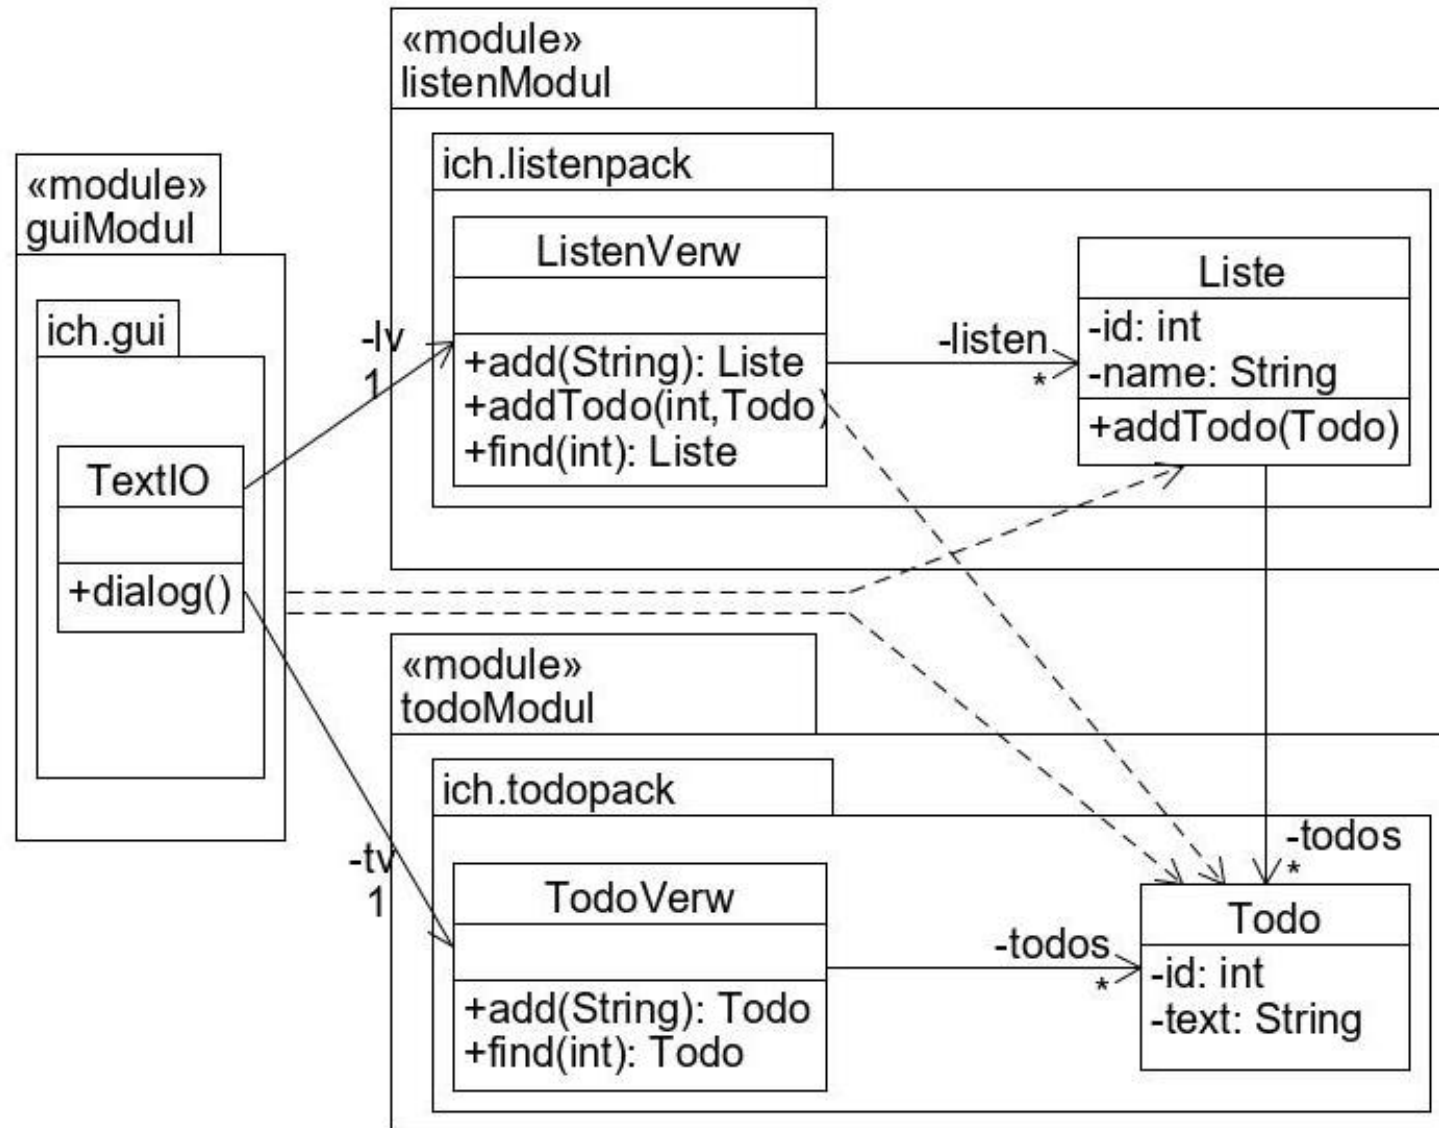 «module»
listenModul
ich.listenpack
«module»
guiModul
ich.gui
ListenVerw
+add(String): Liste
+addTodo(int,Todo)
+find(int): Liste
-listen
*
Liste
-id: int
-name: String
+addTodo(Todo)
-lv
1
TextIO
+dialog()
«module»
todoModul
ich.todopack
-tv
1
TodoVerw
+add(String): Todo
+find(int): Todo
-todos
*
-todos
*
Todo
-id: int
-text: String